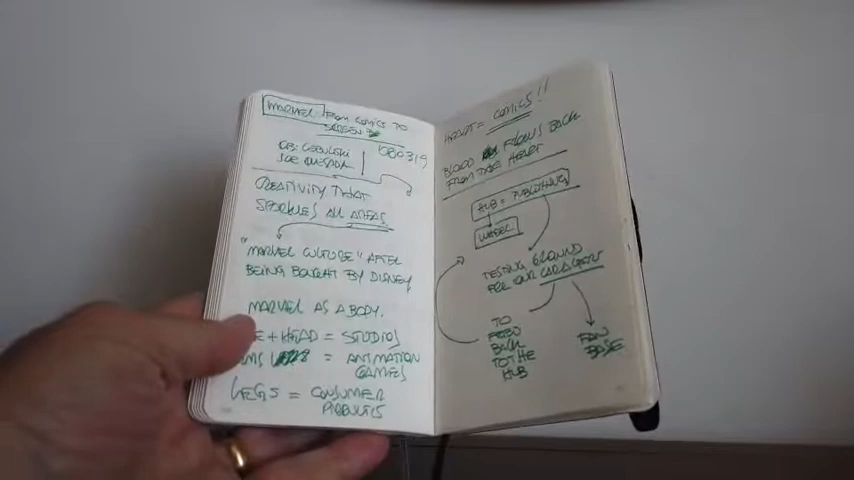 MARVEL FROM COMICS TO
SCREEN
CB. CEBULSKI
JOE QUESADA
080319
CREATIVITY THAT
SPARKLES ALL AREAS
"MARVEL CULTURE" AFTER
BEING BOUGHT BY DISNEY
MARVEL AS A BODY.
+ HEAD = STUDIOS
= ANIMATION
GAMES
LEGS = CONSUMER
PRODUCTS
HEART = COMICS!!
BLOOD FLOWS BACK
FROM THE HEART
HUB = PUBLISHING
WHEEL
TESTING GROUND
FOR OUR CHARACTERS
TO
FEED
BACK
TO THE
HUB
FAN
BASE